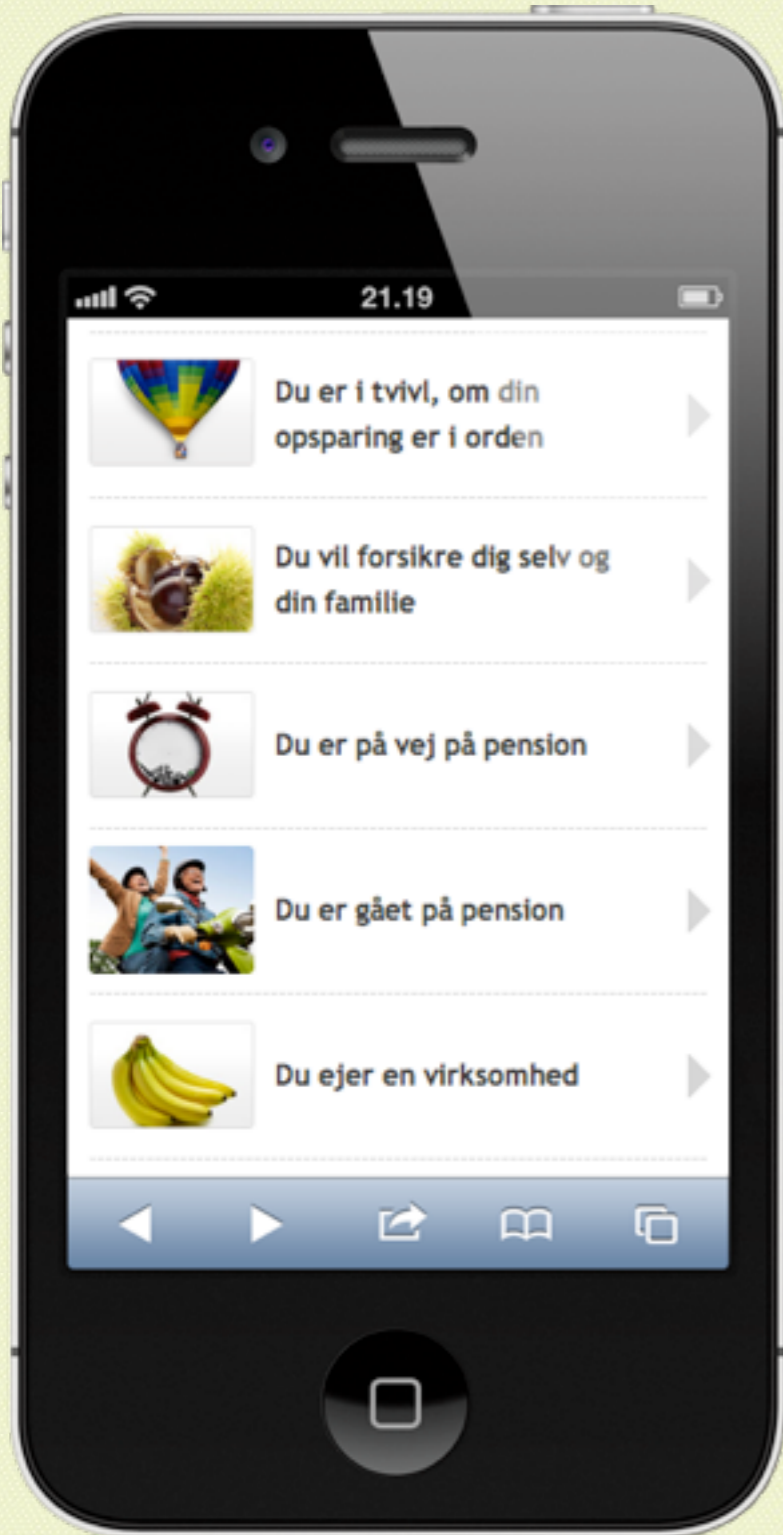 21.19
Du er i tvivl, om din
opsparing er i orden
Du vil forsikre dig selv og
din familie
Du er på vej på pension
Du er gået på pension
Du ejer en virksomhed